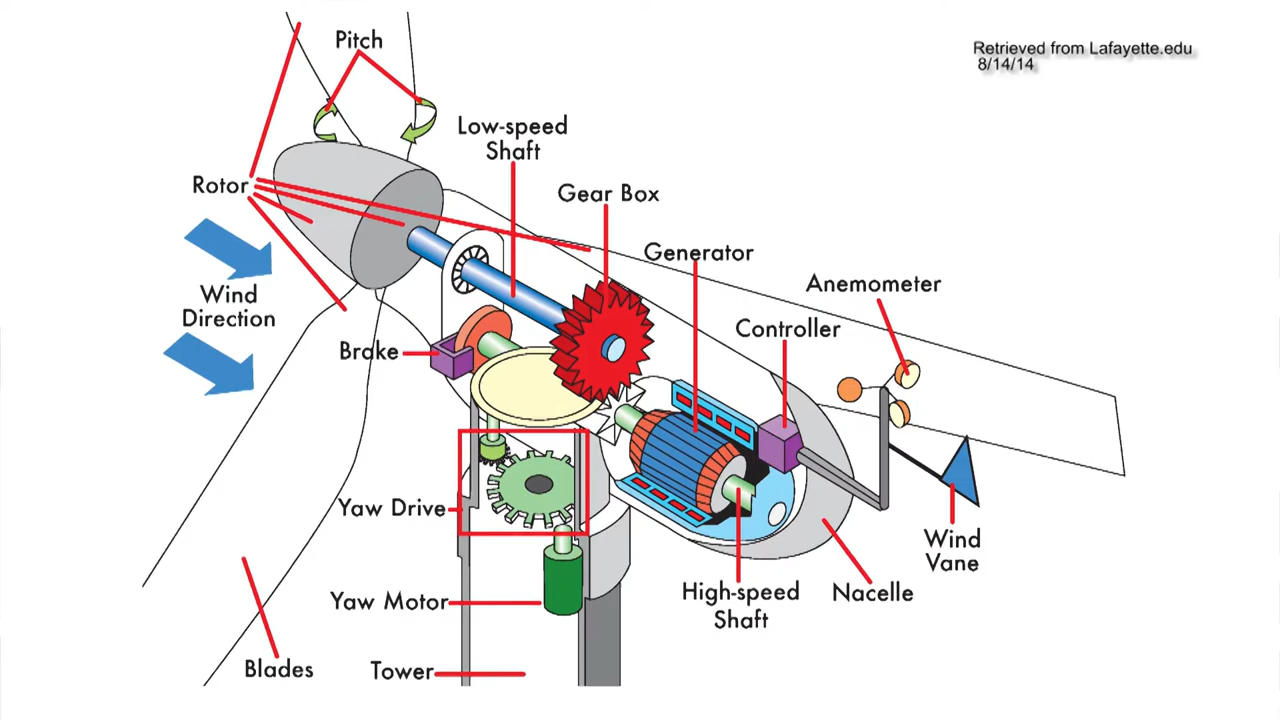 Pitch
Retrieved from Lafayette.edu
8/14/14
Low-speed
Shaft
Rotor
Gear Box
Generator
Anemometer
Wind
Direction
Controller
Brake
Yaw Drive
Wind
Vane
High-speed
Shaft
Nacelle
Yaw Motor
Blades
Tower